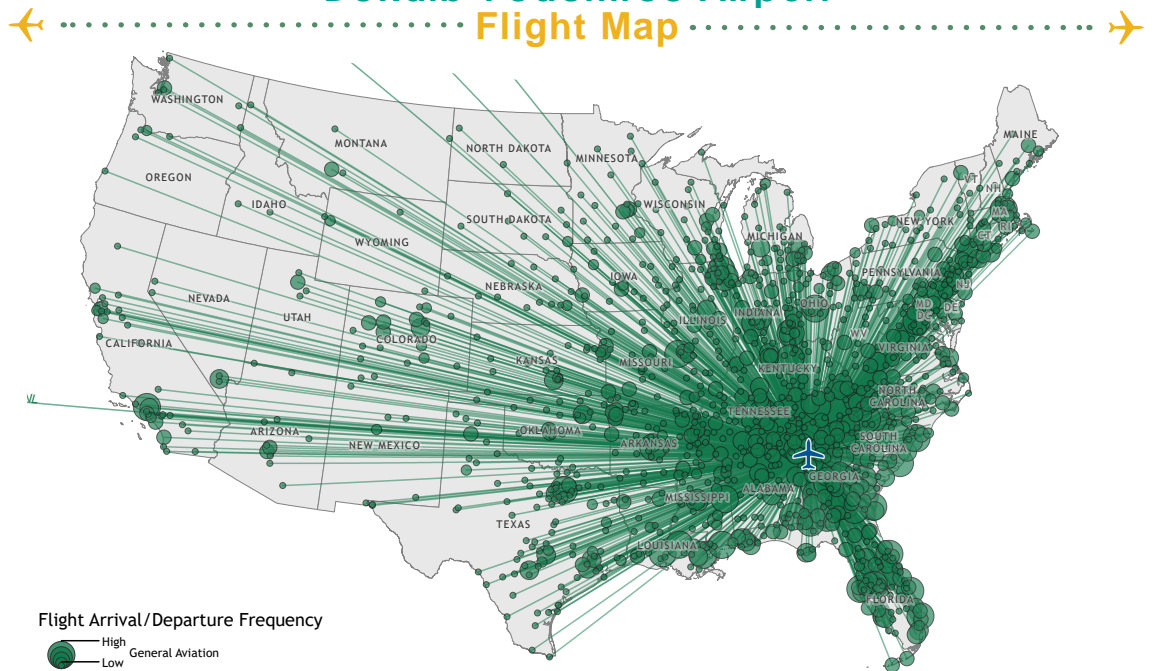 Flight Map
WASHINGTON
MAINE
MONTANA
NORTH DAKOTA
MINNESOTA
OREGON
VT
NH
IDAHO
WISCONSIN
MA
SOUTH DAKOTA
NEW YORK
RI
CT
WYOMING
MICHIGAN
PENNSYLVANIA
IOWA
NEBRASKA
NJ
NEVADA
OHIO
MD
DE
UTAH
ILLINOIS
INDIANA
DC
COLORADO
WV
CALIFORNIA
VIRGINIA
KANSAS
MISSOURI
KENTUCKY
NORTH
CAROLINA
TENNESSEE
ARIZONA
OKLAHOMA
NEW MEXICO
ARKANSAS
SOUTH
CAROLINA
GEORGIA
ALABAMA
MISSISSIPPI
TEXAS
LOUISIANA
FLORIDA
Flight Arrival/Departure Frequency
High
General Aviation
Low